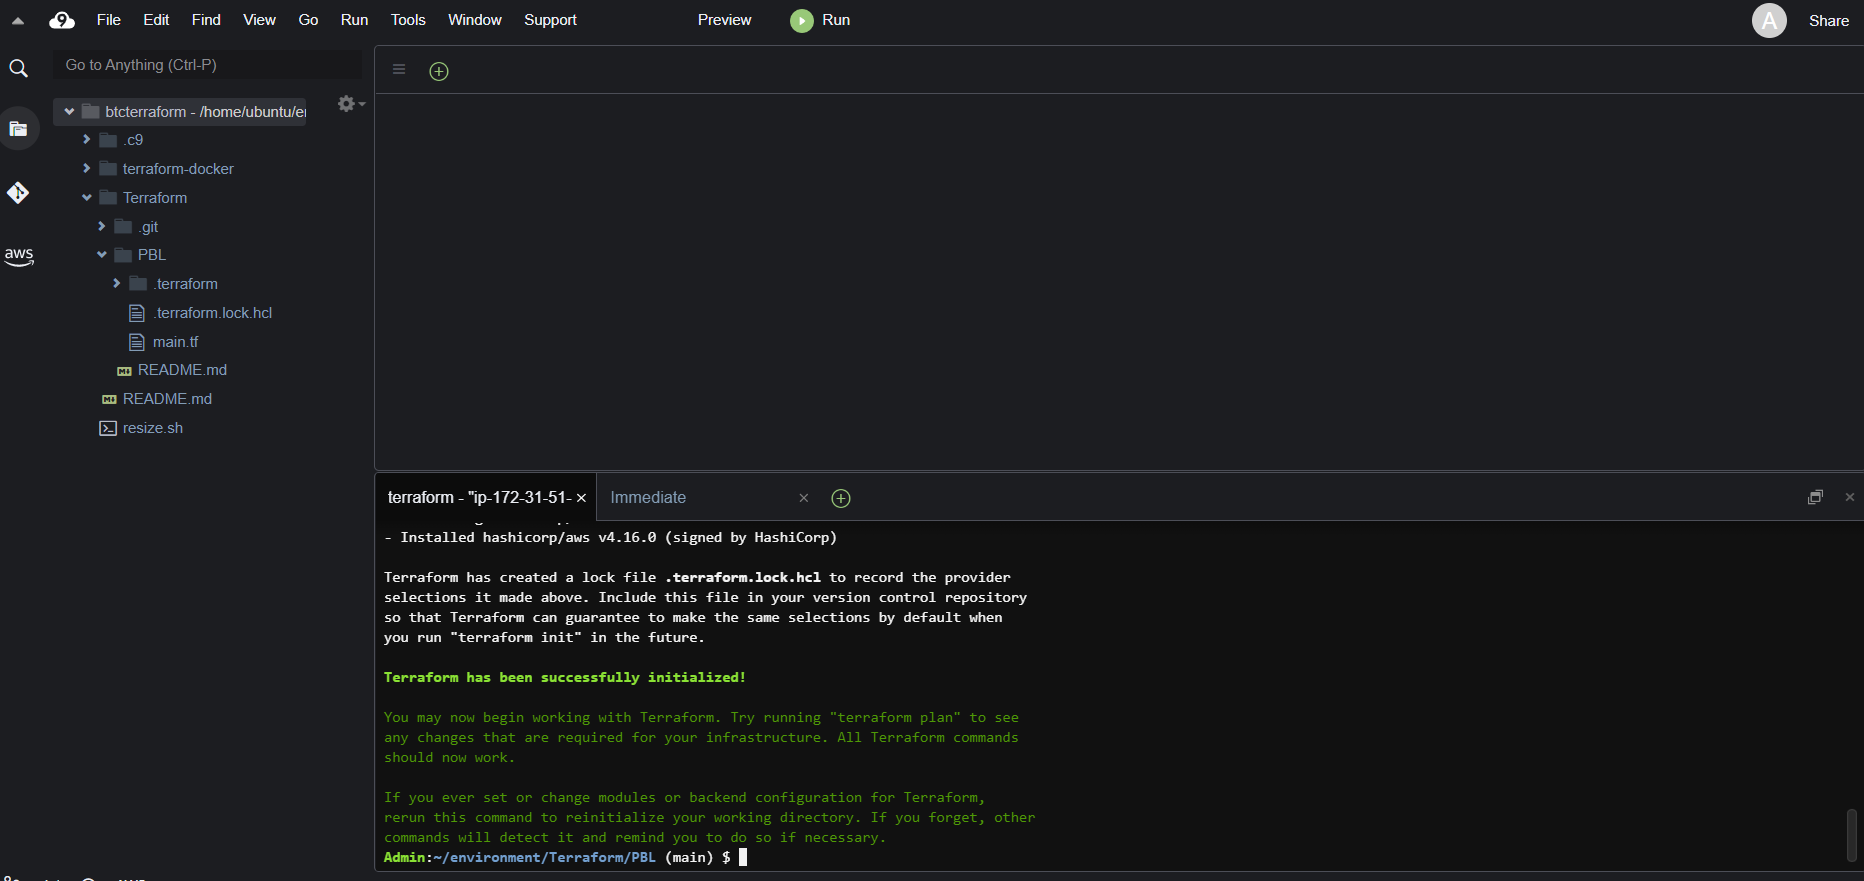 File Edit Find View Go Run Tools Window Support Preview Run A Share
Go to Anything (Ctrl-P)
btcterraform - /home/ubuntu/
.c9
terraform-docker
Terraform
.git
PBL
.terraform
.terraform.lock.hcl
main.tf
README.md
README.md
resize.sh
aws
terraform - "ip-172-31-51- Immediate
- Installed hashicorp/aws v4.16.0 (signed by HashiCorp)
Terraform has created a lock file .terraform.lock.hcl to record the provider
selections it made above. Include this file in your version control repository
so that Terraform can guarantee to make the same selections by default when
you run "terraform init" in the future.
Terraform has been successfully initialized!
You may now begin working with Terraform. Try running "terraform plan" to see
any changes that are required for your infrastructure. All Terraform commands
should now work.
If you ever set or change modules or backend configuration for Terraform,
rerun this command to reinitialize your working directory. If you forget, other
commands will detect it and remind you to do so if necessary.
Admin:~/environment/Terraform/PBL (main) $